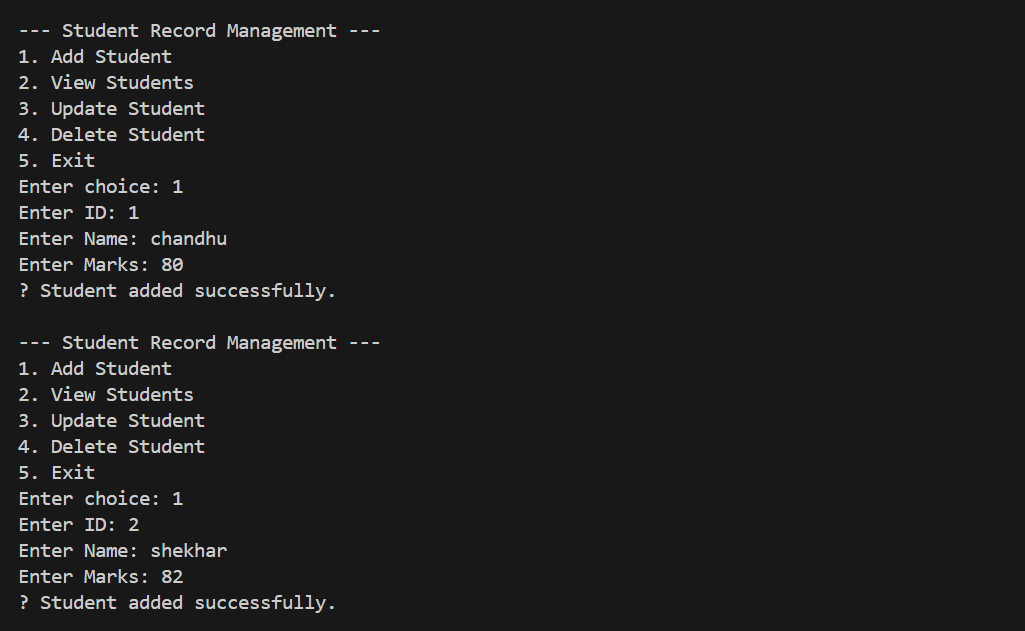 --- Student Record Management ---
1. Add Student
2. View Students
3. Update Student
4. Delete Student
5. Exit
Enter choice: 1
Enter ID: 1
Enter Name: chandhu
Enter Marks: 80
? Student added successfully.

--- Student Record Management ---
1. Add Student
2. View Students
3. Update Student
4. Delete Student
5. Exit
Enter choice: 1
Enter ID: 2
Enter Name: shekhar
Enter Marks: 82
? Student added successfully.